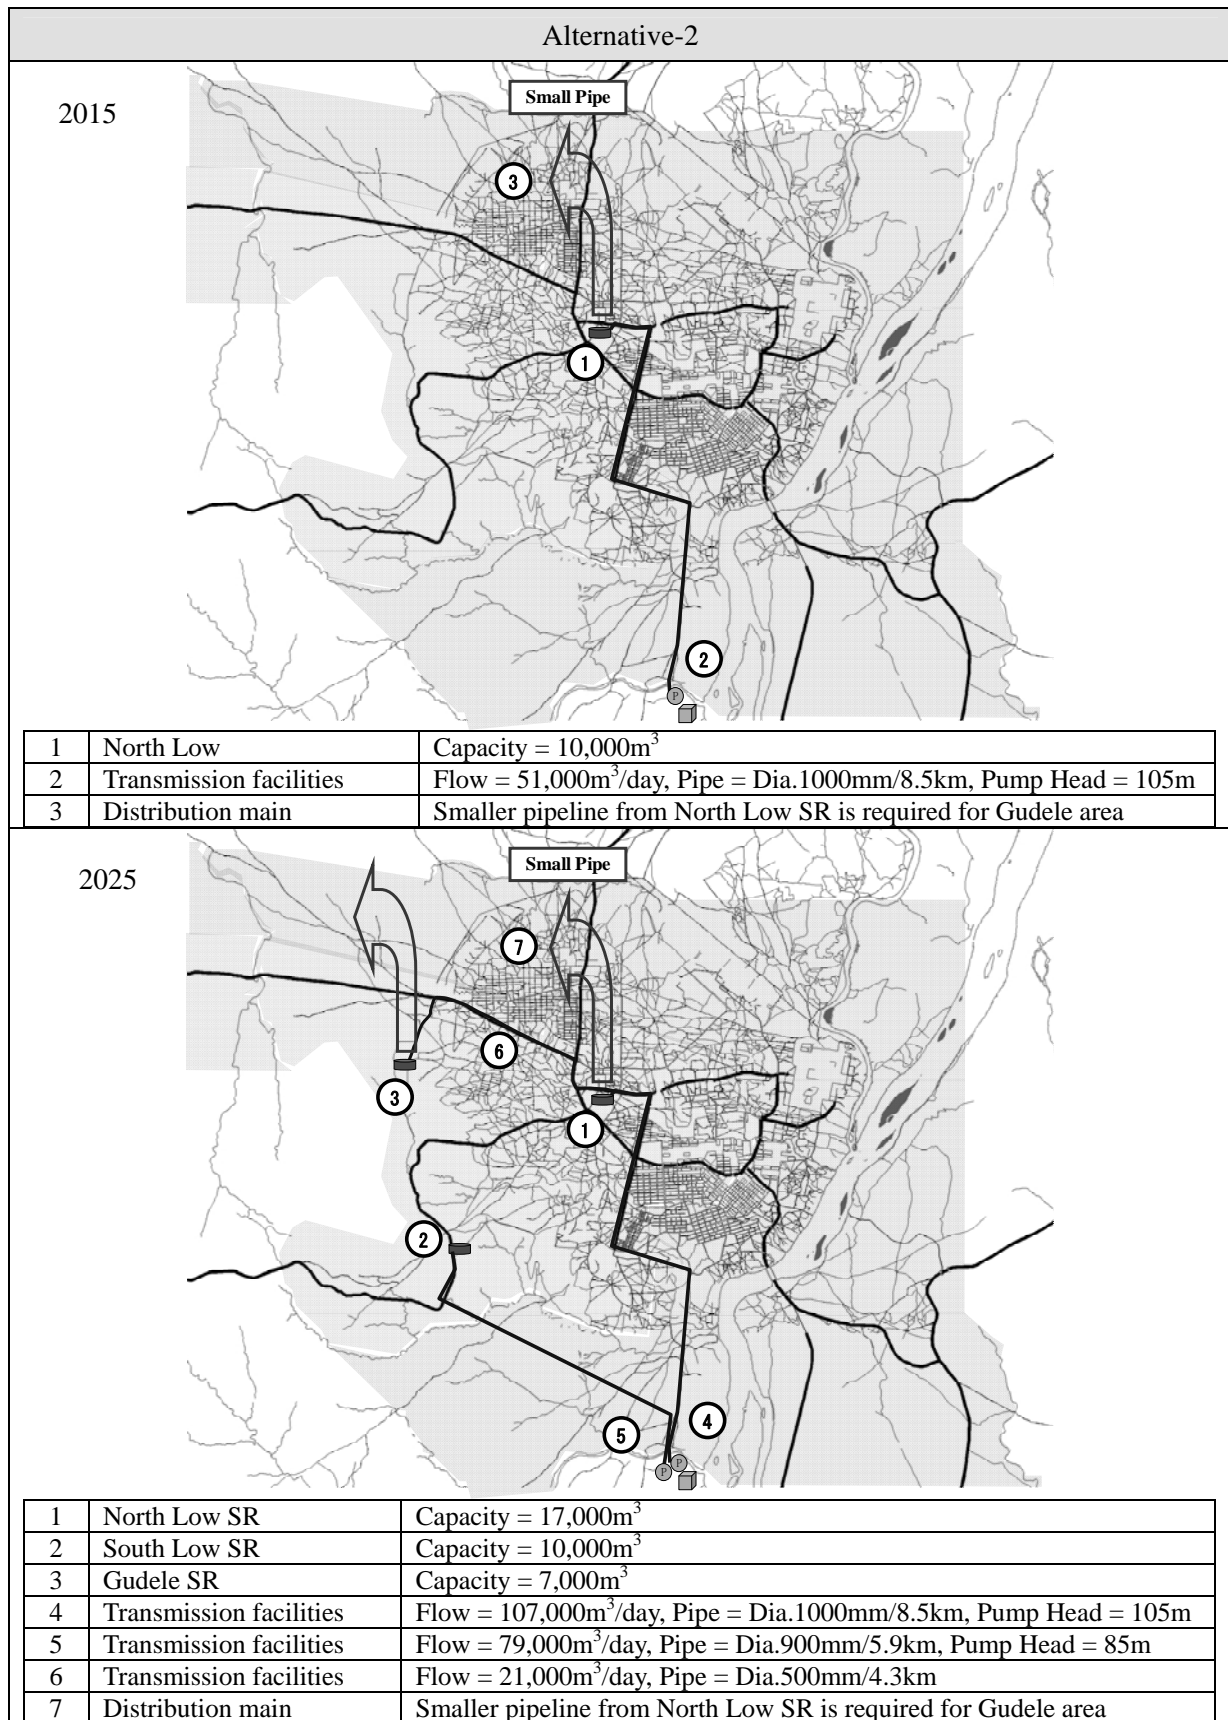 Alternative-2
2015
Small Pipe
3
1
2
P
1 North Low Capacity = 10,000m³
2 Transmission facilities Flow = 51,000m³/day, Pipe = Dia.1000mm/8.5km, Pump Head = 105m
3 Distribution main Smaller pipeline from North Low SR is required for Gudele area
2025
Small Pipe
7
6
3
1
2
4
5
P
P
1 North Low SR Capacity = 17,000m³
2 South Low SR Capacity = 10,000m³
3 Gudele SR Capacity = 7,000m³
4 Transmission facilities Flow = 107,000m³/day, Pipe = Dia.1000mm/8.5km, Pump Head = 105m
5 Transmission facilities Flow = 79,000m³/day, Pipe = Dia.900mm/5.9km, Pump Head = 85m
6 Transmission facilities Flow = 21,000m³/day, Pipe = Dia.500mm/4.3km
7 Distribution main Smaller pipeline from North Low SR is required for Gudele area